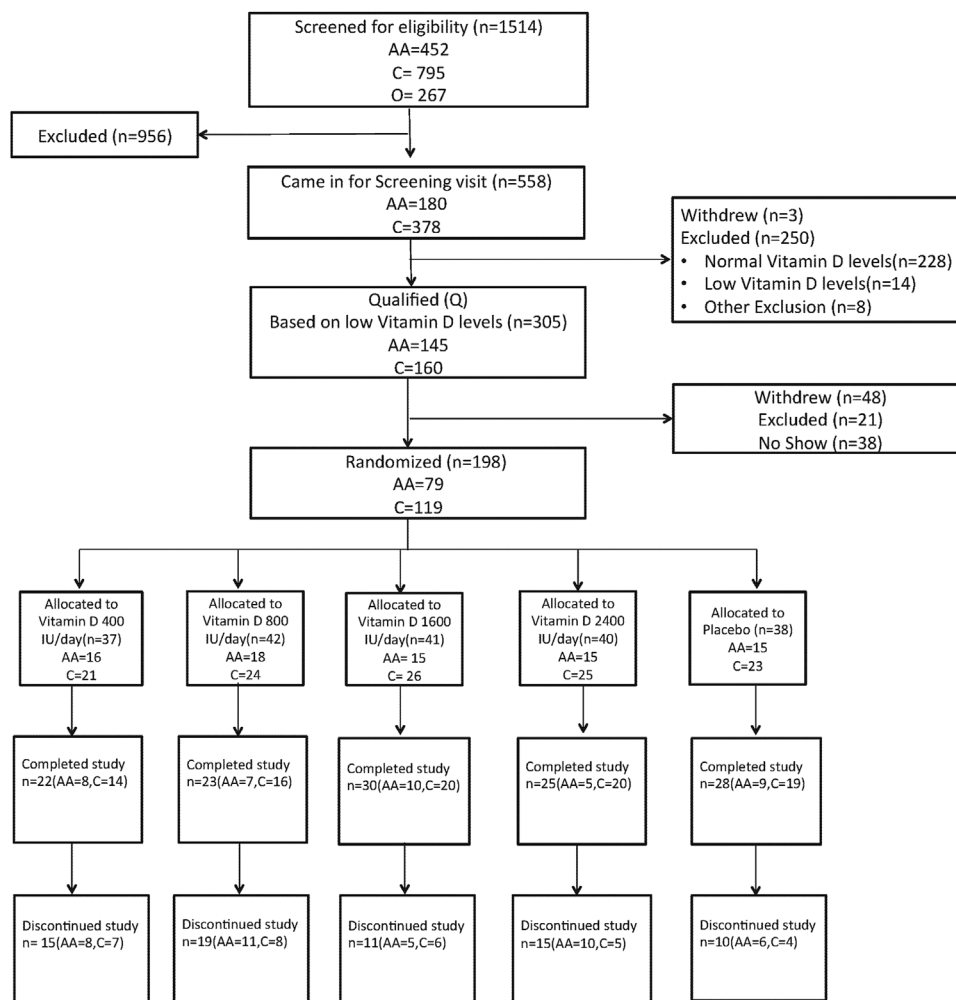 Screened for eligibility (n=1514)
AA=452
C= 795
O= 267
Excluded (n=956)
Came in for Screening visit (n=558)
AA=180
C=378
Withdrew (n=3)
Excluded (n=250)
• Normal Vitamin D levels(n=228)
• Low Vitamin D levels(n=14)
• Other Exclusion (n=8)
Qualified (Q)
Based on low Vitamin D levels (n=305)
AA=145
C=160
Withdrew (n=48)
Excluded (n=21)
No Show (n=38)
Randomized (n=198)
AA=79
C=119
Allocated to
Vitamin D 400
IU/day(n=37)
AA=16
C=21
Allocated to
Vitamin D 800
IU/day(n=42)
AA=18
C=24
Allocated to
Vitamin D 1600
IU/day(n=41)
AA= 15
C= 26
Allocated to
Vitamin D 2400
IU/day(n=40)
AA=15
C=25
Allocated to
Placebo (n=38)
AA=15
C=23
Completed study
n=22(AA=8,C=14)
Completed study
n=23(AA=7,C=16)
Completed study
n=30(AA=10,C=20)
Completed study
n=25(AA=5,C=20)
Completed study
n=28(AA=9,C=19)
Discontinued study
n= 15(AA=8,C=7)
Discontinued study
n=19(AA=11,C=8)
Discontinued study
n=11(AA=5,C=6)
Discontinued study
n=15(AA=10,C=5)
Discontinued study
n=10(AA=6,C=4)